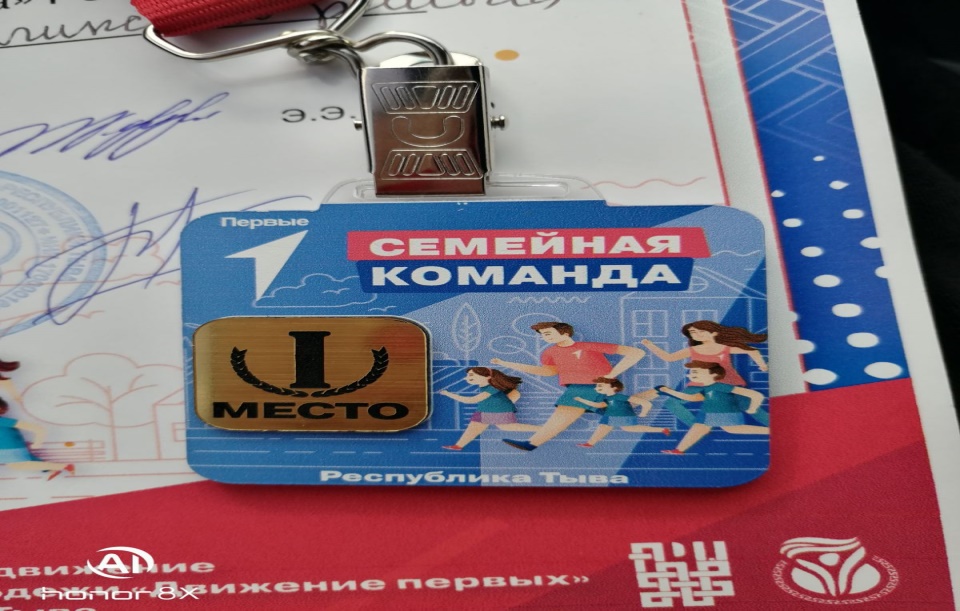 Э.Э.
Первые
СЕМЕЙНАЯ
КОМАНДА
I
МЕСТО
Республика Тыва
движение
Движение первых»
AI
honor 8X